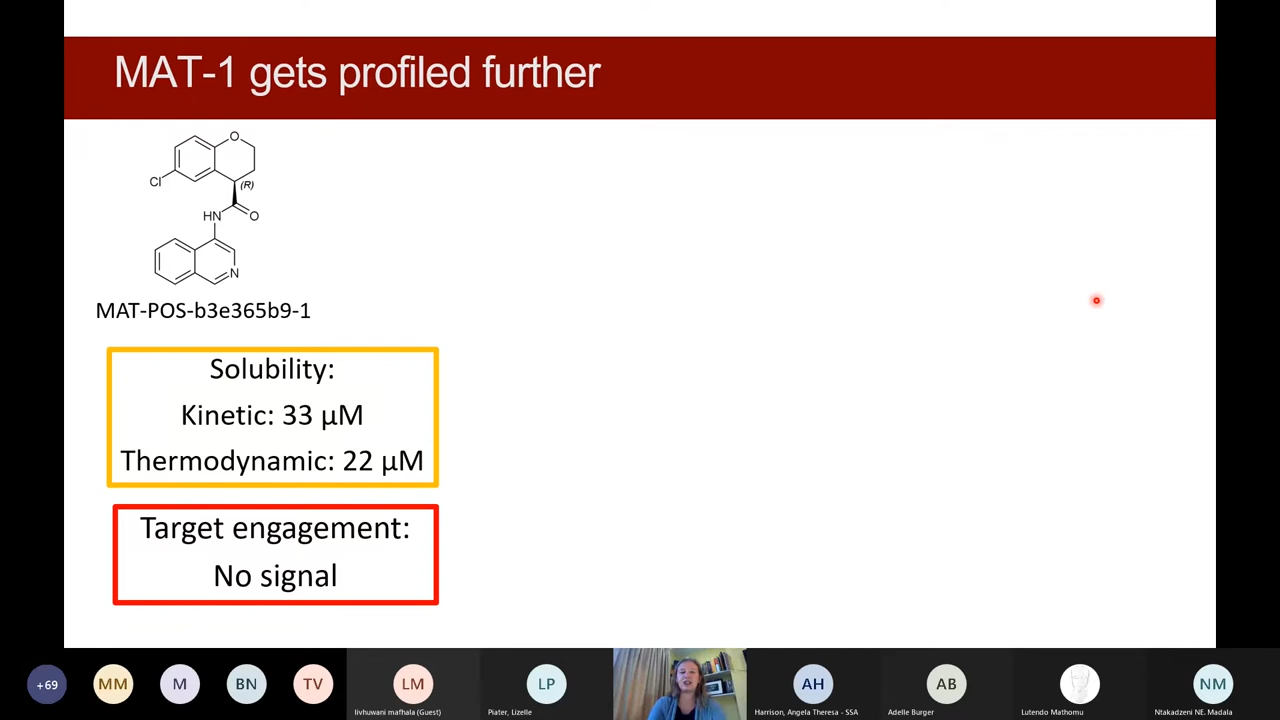 MAT-1 gets profiled further
O
Cl
(R)
HN
O
N
MAT-POS-b3e365b9-1
Solubility:
Kinetic: 33 µM
Thermodynamic: 22 µM
Target engagement:
No signal
+69
MM
M
BN
TV
LM
LP
AH
AB
NM
livhuwani mafhala (Guest)
Piater, Lizelle
Harrison, Angela Theresa - SSA
Adelle Burger
Lutendo Mathomu
Ntakadzeni NE. Madala